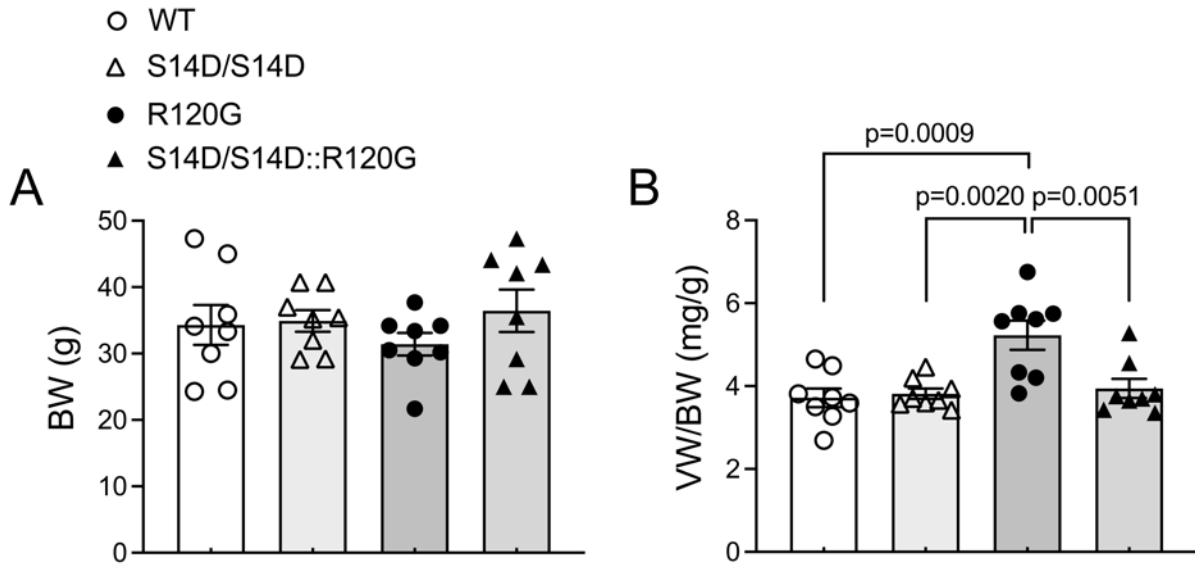 WT
S14D/S14D
R120G
S14D/S14D::R120G
A
BW (g)
50
40
30
20
10
0
B
VW/BW (mg/g)
p=0.0009
p=0.0020 p=0.0051
8
6
4
2
0